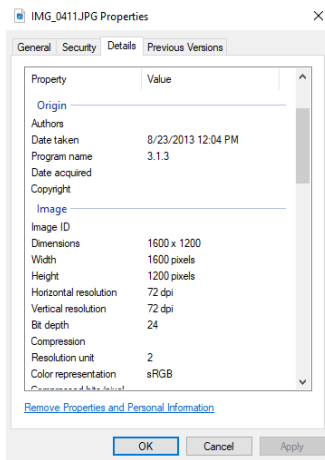 IMG_0411.JPG Properties
General Security Details Previous Versions
Property Value
Origin
Authors
Date taken 8/23/2013 12:04 PM
Program name 3.1.3
Date acquired
Copyright
Image
Image ID
Dimensions 1600 x 1200
Width 1600 pixels
Height 1200 pixels
Horizontal resolution 72 dpi
Vertical resolution 72 dpi
Bit depth 24
Compression
Resolution unit 2
Color representation sRGB
Compressed bits/pixel
Remove Properties and Personal Information
OK Cancel Apply